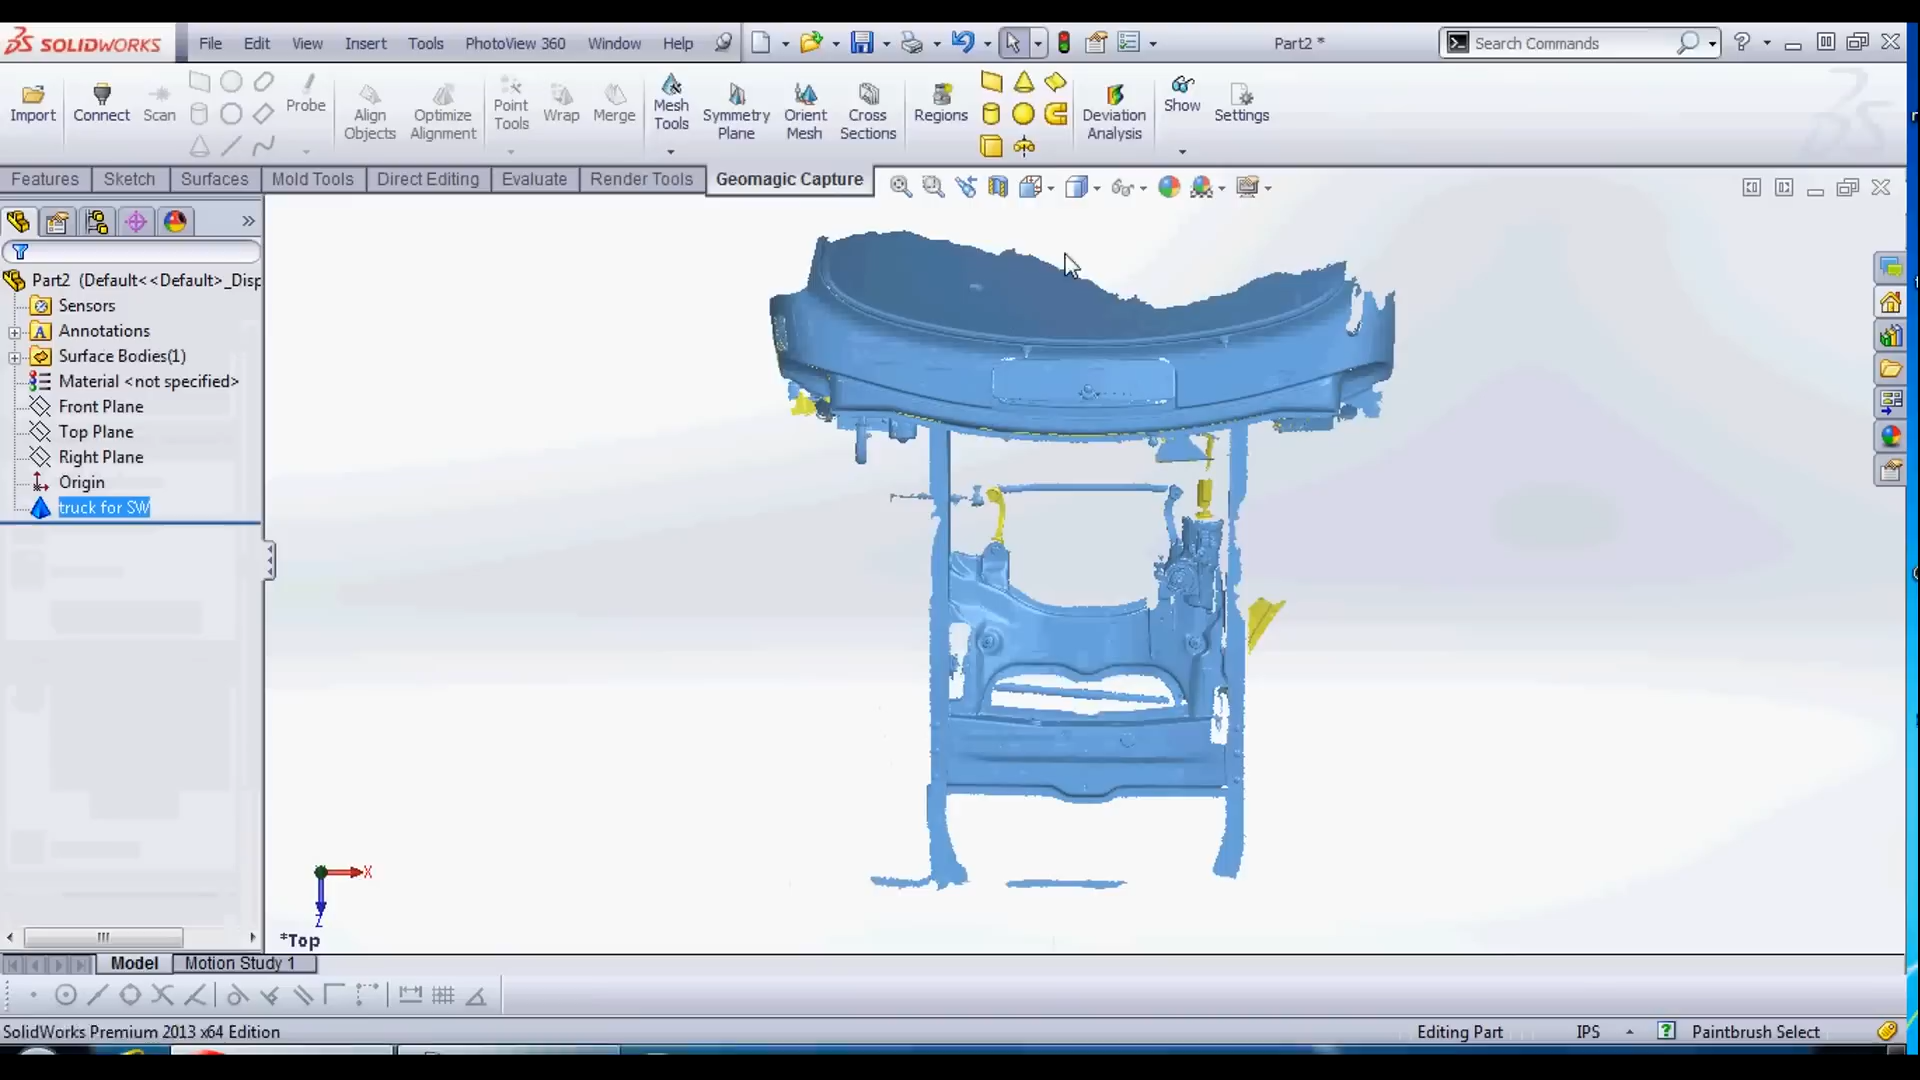 SOLIDWORKS File Edit View Insert Tools PhotoView 360 Window Help Part2 * Search Commands
Import Connect Scan Probe Align Objects Optimize Alignment Point Tools Wrap Merge Mesh Tools Symmetry Plane Orient Mesh Cross Sections Regions Deviation Analysis Show Settings
Features Sketch Surfaces Mold Tools Direct Editing Evaluate Render Tools Geomagic Capture
Part2 (Default<<Default>_Disp
Sensors
Annotations
Surface Bodies(1)
Material <not specified>
Front Plane
Top Plane
Right Plane
Origin
truck for SW
X
Z
*Top
Model Motion Study 1
SolidWorks Premium 2013 x64 Edition Editing Part IPS Paintbrush Select